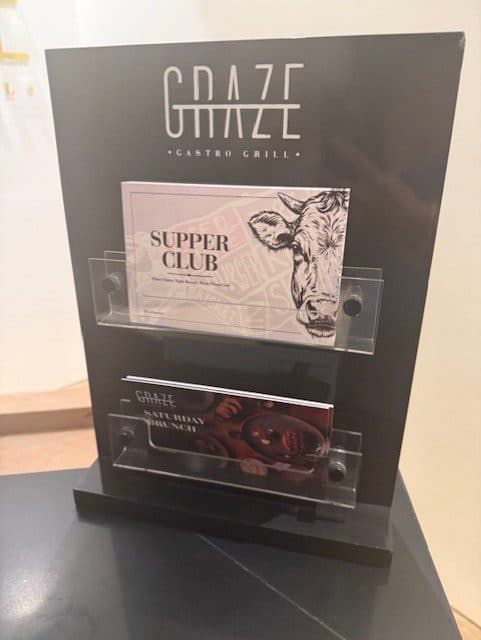 GRAZE
• GASTRO GRILL •
SUPPER
CLUB
GRAZE
SATURDAY
BRUNCH